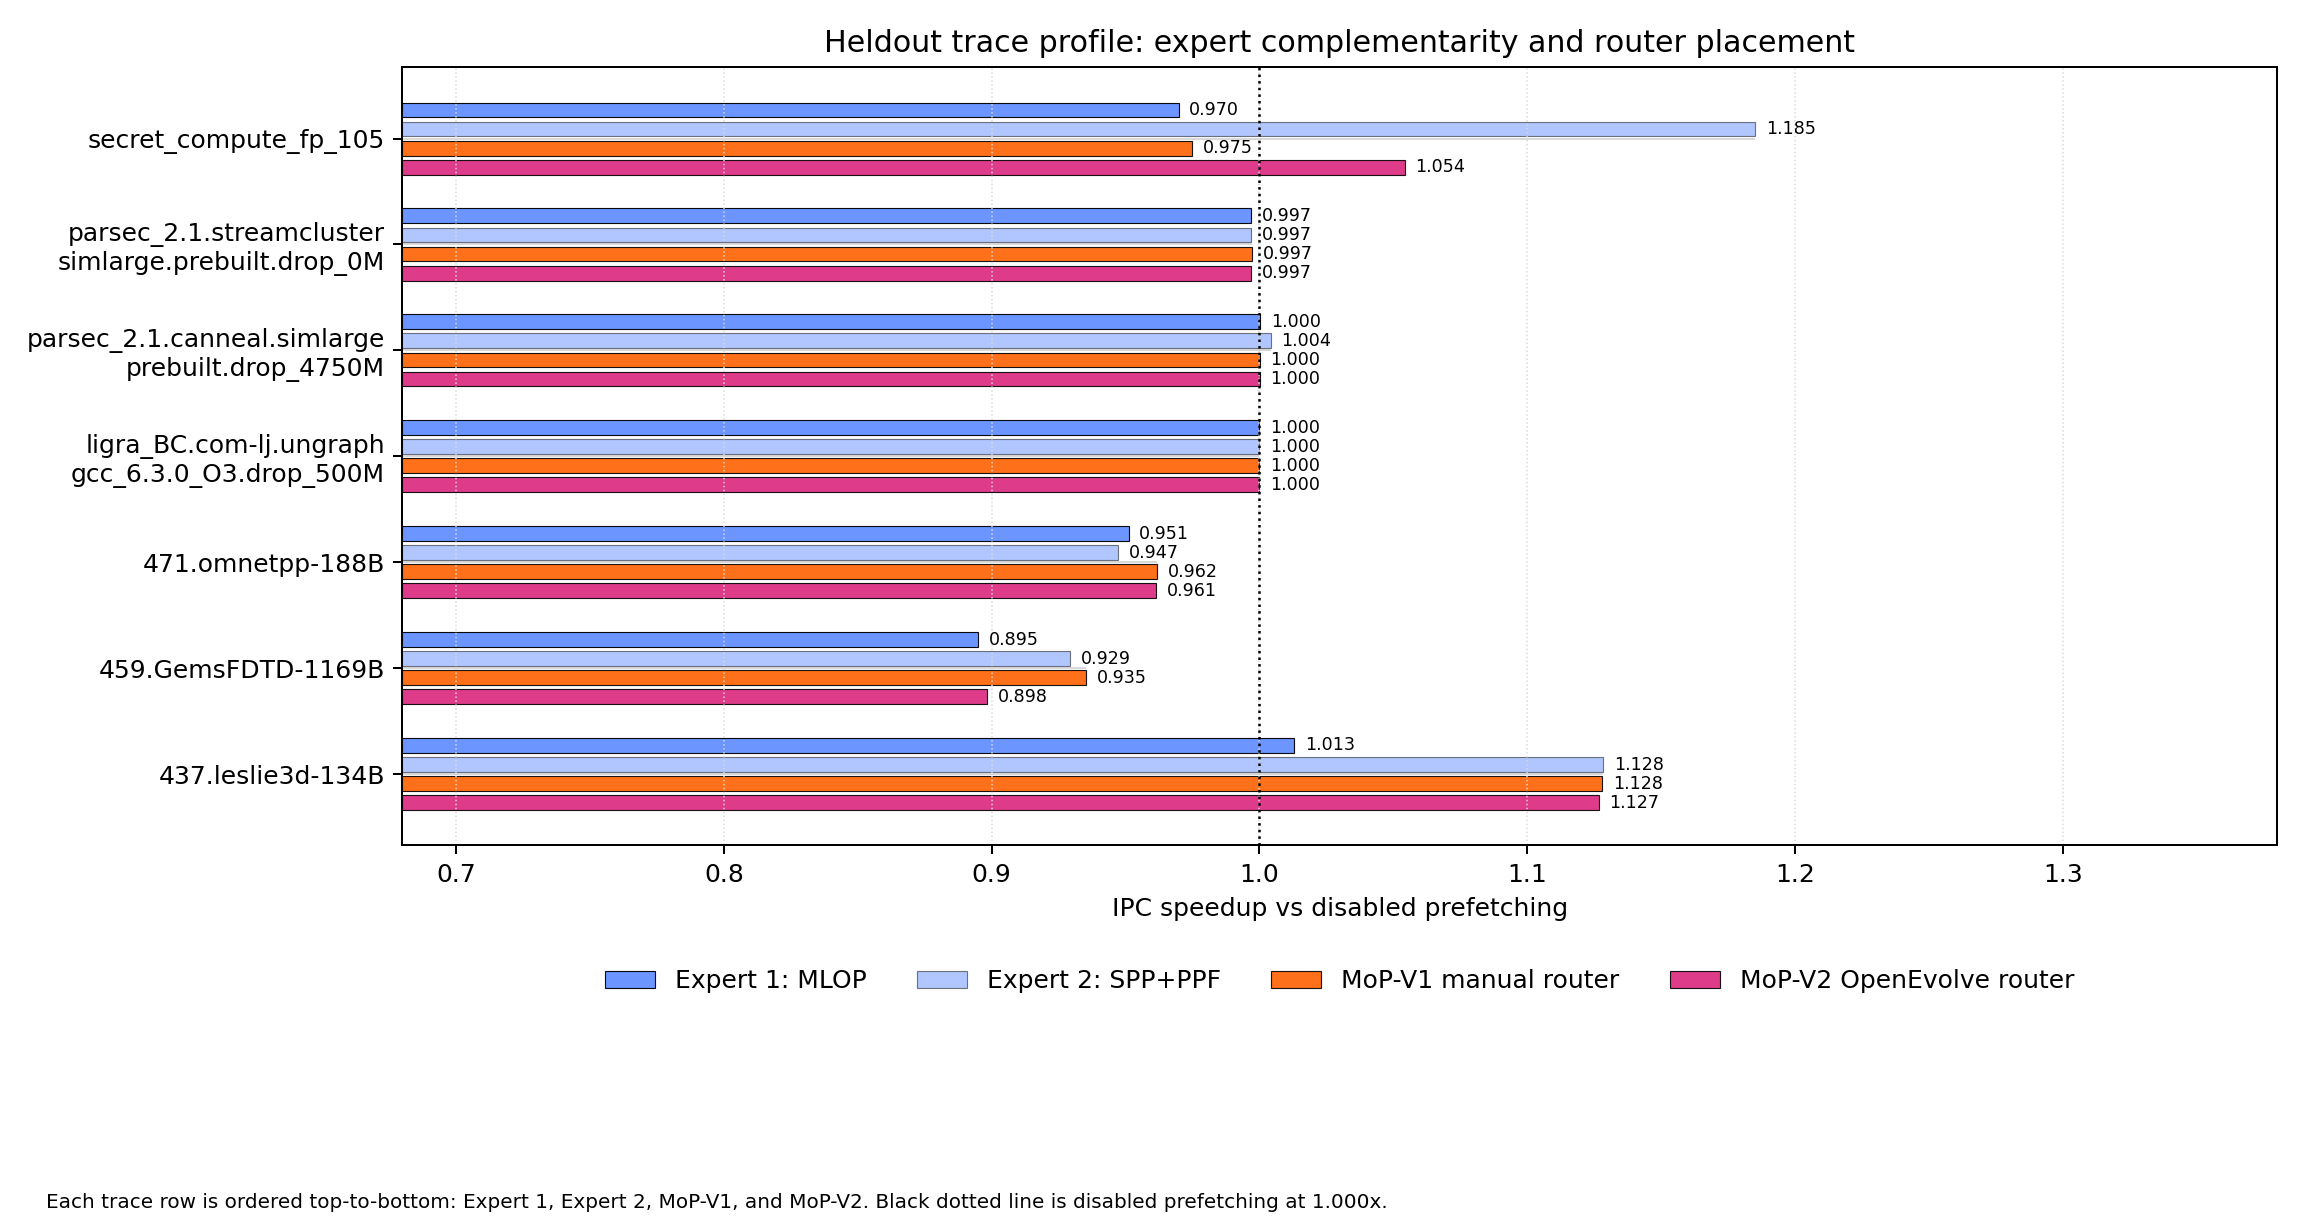 Heldout trace profile: expert complementarity and router placement
secret_compute_fp_105
0.970
1.185
0.975
1.054
parsec_2.1.streamcluster
simlarge.prebuilt.drop_0M
0.997
0.997
0.997
0.997
parsec_2.1.canneal.simlarge
prebuilt.drop_4750M
1.000
1.004
1.000
1.000
ligra_BC.com-lj.ungraph
gcc_6.3.0_O3.drop_500M
1.000
1.000
1.000
1.000
471.omnetpp-188B
0.951
0.947
0.962
0.961
459.GemsFDTD-1169B
0.895
0.929
0.935
0.898
437.leslie3d-134B
1.013
1.128
1.128
1.127
0.7 0.8 0.9 1.0 1.1 1.2 1.3
IPC speedup vs disabled prefetching
Expert 1: MLOP Expert 2: SPP+PPF MoP-V1 manual router MoP-V2 OpenEvolve router
Each trace row is ordered top-to-bottom: Expert 1, Expert 2, MoP-V1, and MoP-V2. Black dotted line is disabled prefetching at 1.000x.